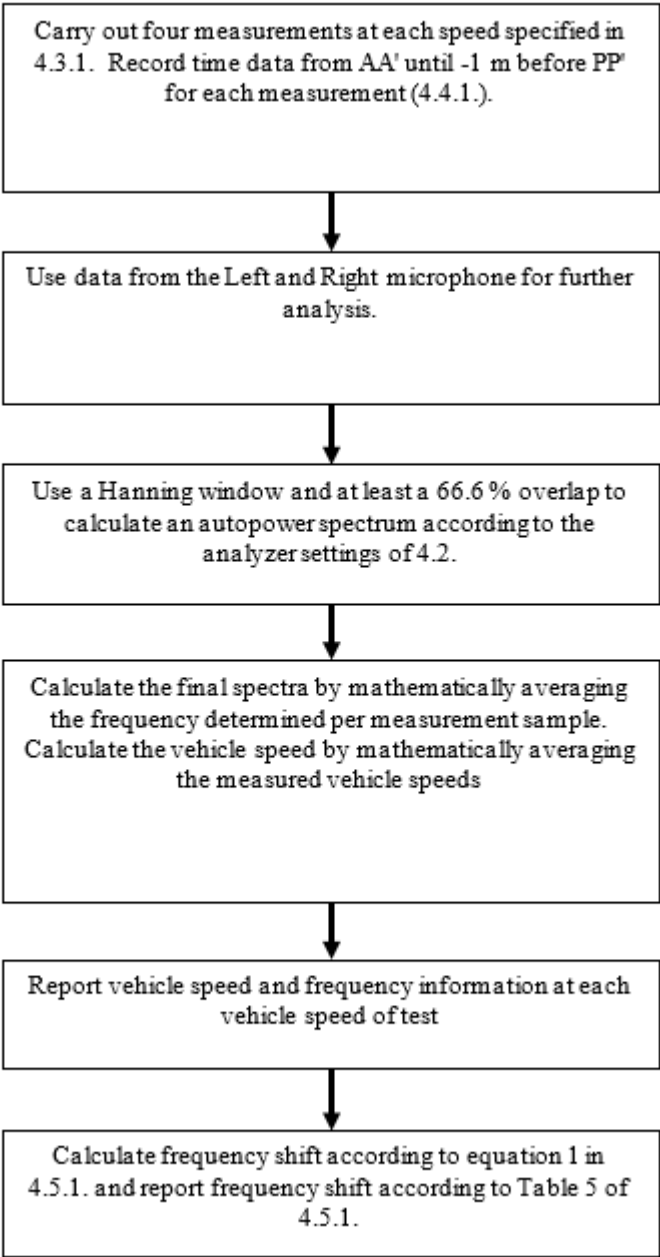 Carry out four measurements at each speed specified in
4.3.1. Record time data from AA' until -1 m before PP'
for each measurement (4.4.1.).
Use data from the Left and Right microphone for further
analysis.
Use a Hanning window and at least a 66.6 % overlap to
calculate an autopower spectrum according to the
analyzer settings of 4.2.
Calculate the final spectra by mathematically averaging
the frequency determined per measurement sample.
Calculate the vehicle speed by mathematically averaging
the measured vehicle speeds
Report vehicle speed and frequency information at each
vehicle speed of test
Calculate frequency shift according to equation 1 in
4.5.1. and report frequency shift according to Table 5 of
4.5.1.